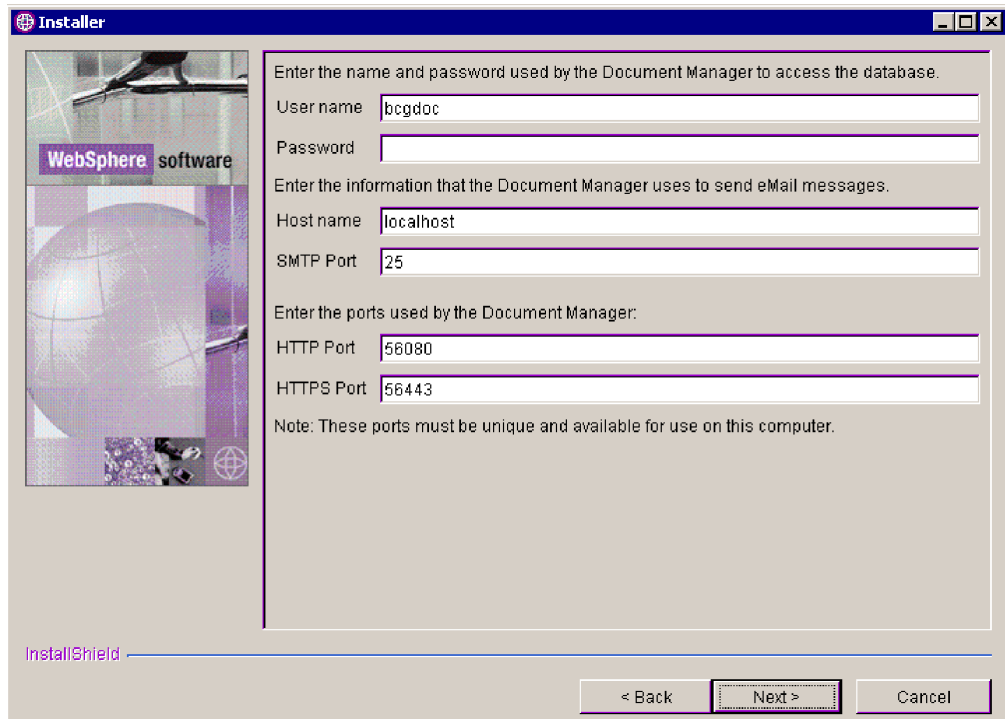 Installer
WebSphere software
Enter the name and password used by the Document Manager to access the database.
User name bcgdoc
Password
Enter the information that the Document Manager uses to send eMail messages.
Host name localhost
SMTP Port 25
Enter the ports used by the Document Manager:
HTTP Port 56080
HTTPS Port 56443
Note: These ports must be unique and available for use on this computer.
InstallShield
< Back Next > Cancel